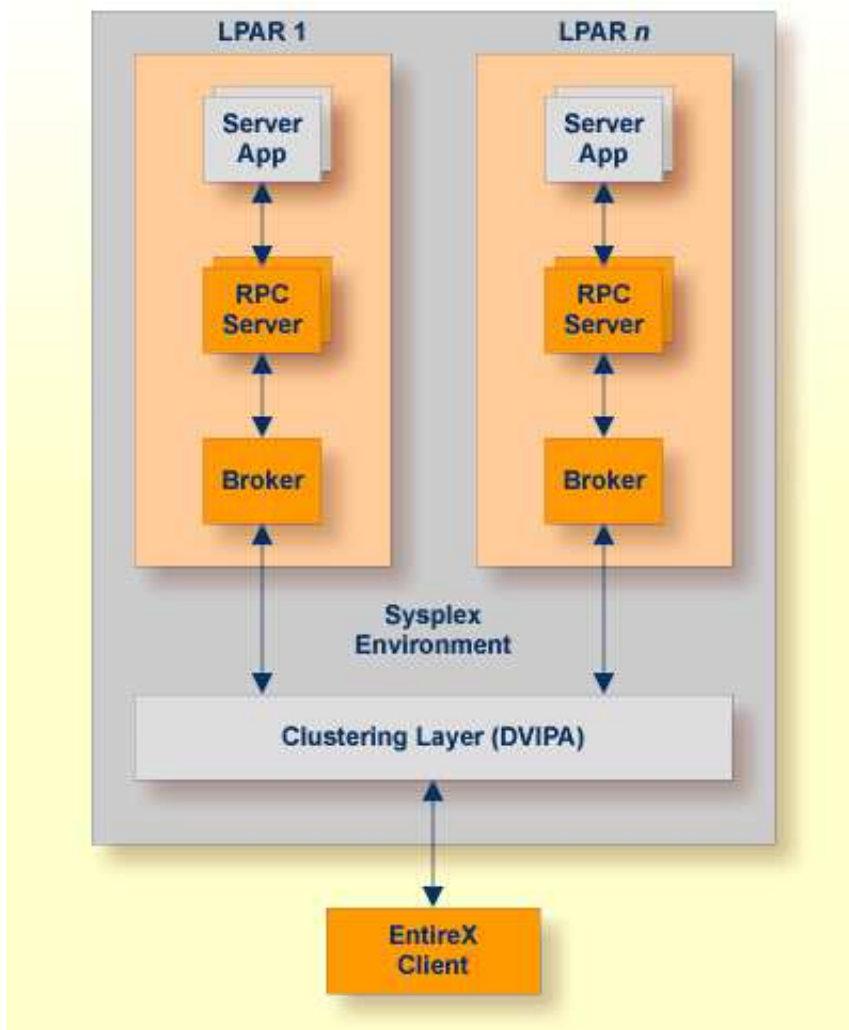 LPAR 1
LPAR n
Server
App
Server
App
RPC
Server
RPC
Server
Broker
Broker
Sysplex
Environment
Clustering Layer (DVIPA)
EntireX
Client